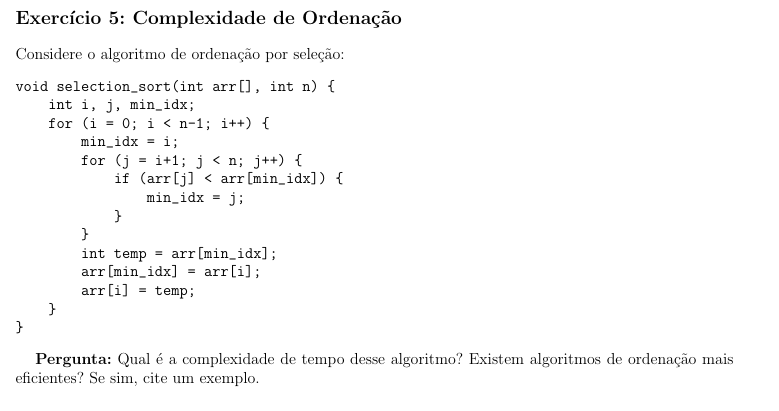 Exercício 5: Complexidade de Ordenação
Considere o algoritmo de ordenação por seleção:
void selection_sort(int arr[], int n) {
    int i, j, min_idx;
    for (i = 0; i < n-1; i++) {
        min_idx = i;
        for (j = i+1; j < n; j++) {
            if (arr[j] < arr[min_idx]) {
                min_idx = j;
            }
        }
        int temp = arr[min_idx];
        arr[min_idx] = arr[i];
        arr[i] = temp;
    }
}
Pergunta: Qual é a complexidade de tempo desse algoritmo? Existem algoritmos de ordenação mais
eficientes? Se sim, cite um exemplo.